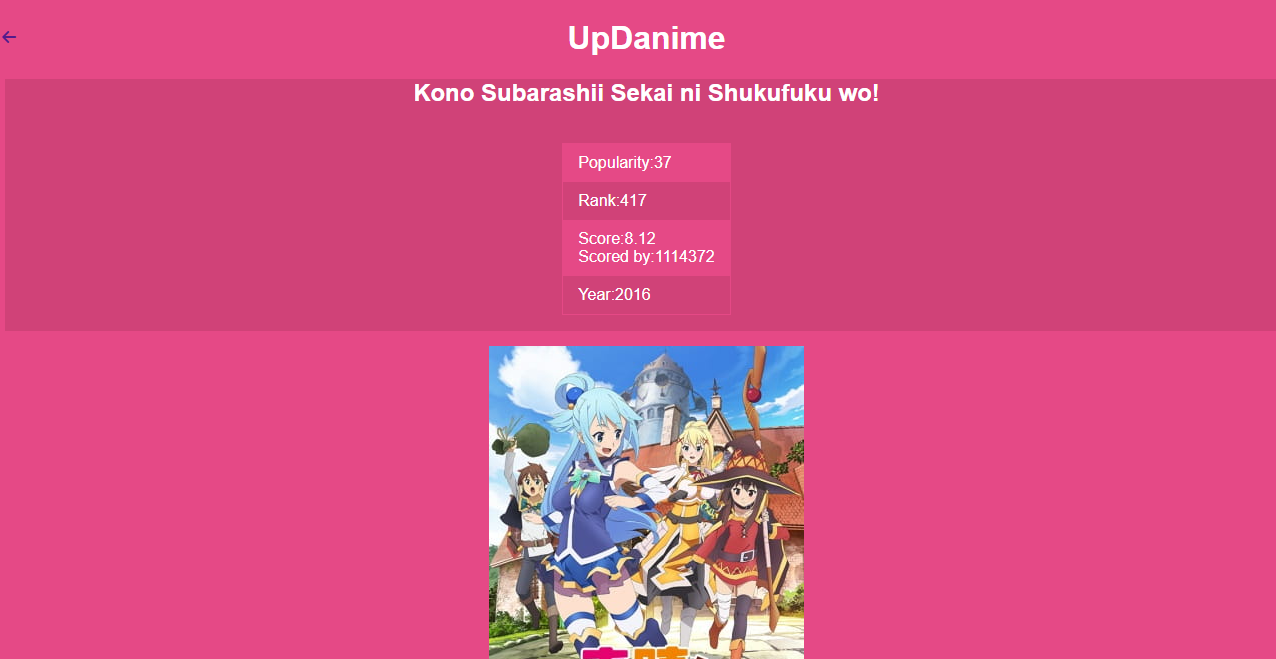 UpDanime
Kono Subarashii Sekai ni Shukufuku wo!
Popularity:37
Rank:417
Score:8.12
Scored by:1114372
Year:2016